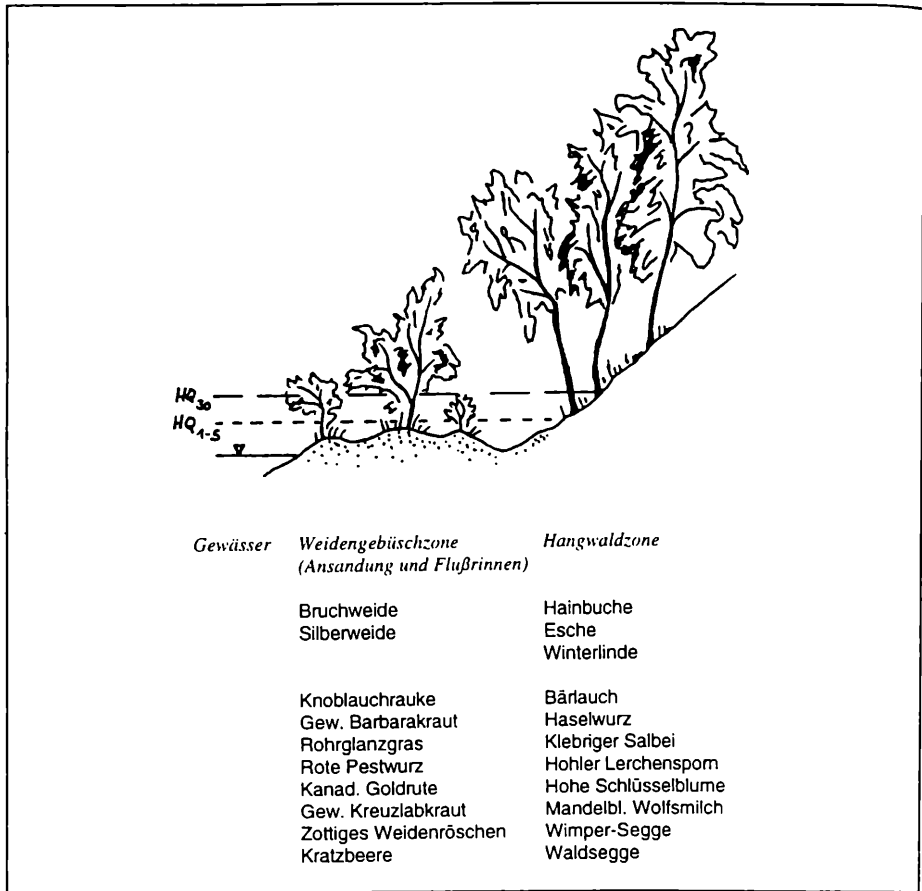 HQ30
HQ1-5
Gewässer Weidengebüschzone Hangwaldzone
(Ansandung und Flußrinnen)
Bruchweide Hainbuche
Silberweide Esche
Winterlinde
Knoblauchrauke Bärlauch
Gew. Barbarakraut Haselwurz
Rohrglanzgras Klebriger Salbei
Rote Pestwurz Hohler Lerchensporn
Kanad. Goldrute Hohe Schlüsselblume
Gew. Kreuzlabkraut Mandelbl. Wolfsmilch
Zottiges Weidenröschen Wimper-Segge
Kratzbeere Waldsegge